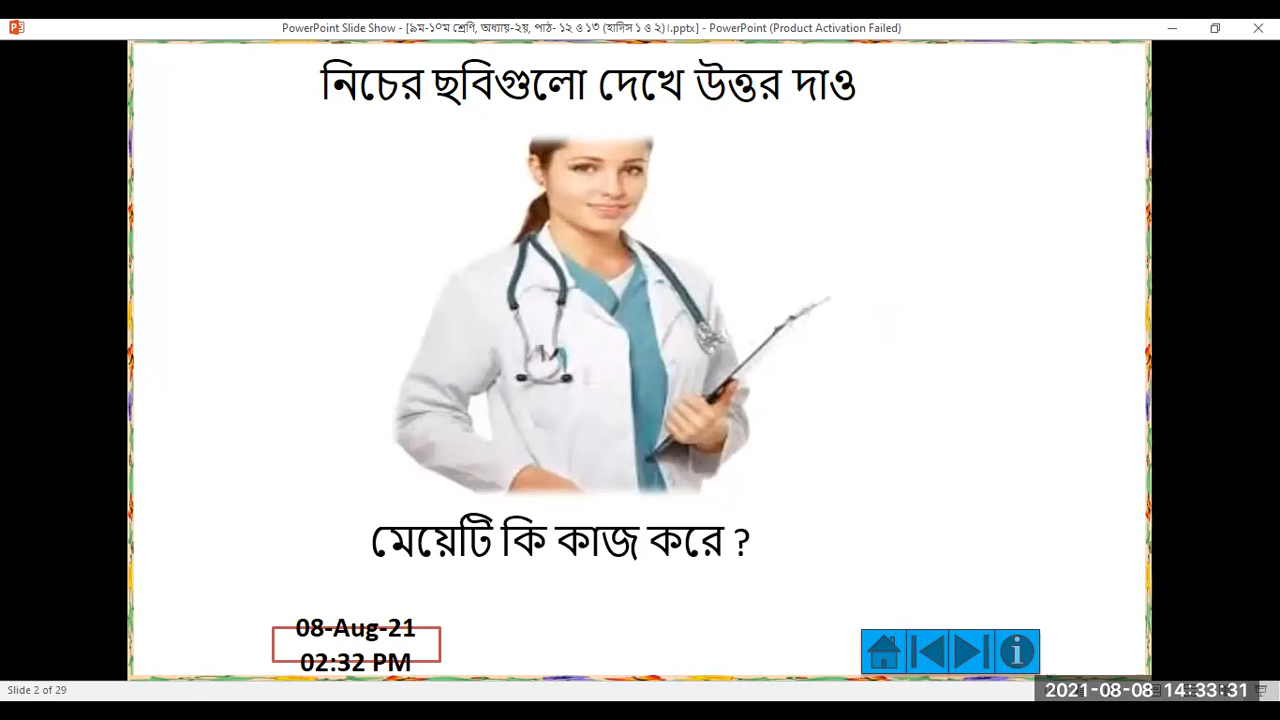 PowerPoint Slide Show - [৯ম-১০ম শ্রেণি, অধ্যায়-২য়, পাঠ- ১২ ও ১৩ (হাদিস ১ ও ২)।.pptx] - PowerPoint (Product Activation Failed)
নিচের ছবিগুলো দেখে উত্তর দাও
মেয়েটি কি কাজ করে ?
08-Aug-21
02:32 PM
Slide 2 of 29
2021-08-08 14:33:31